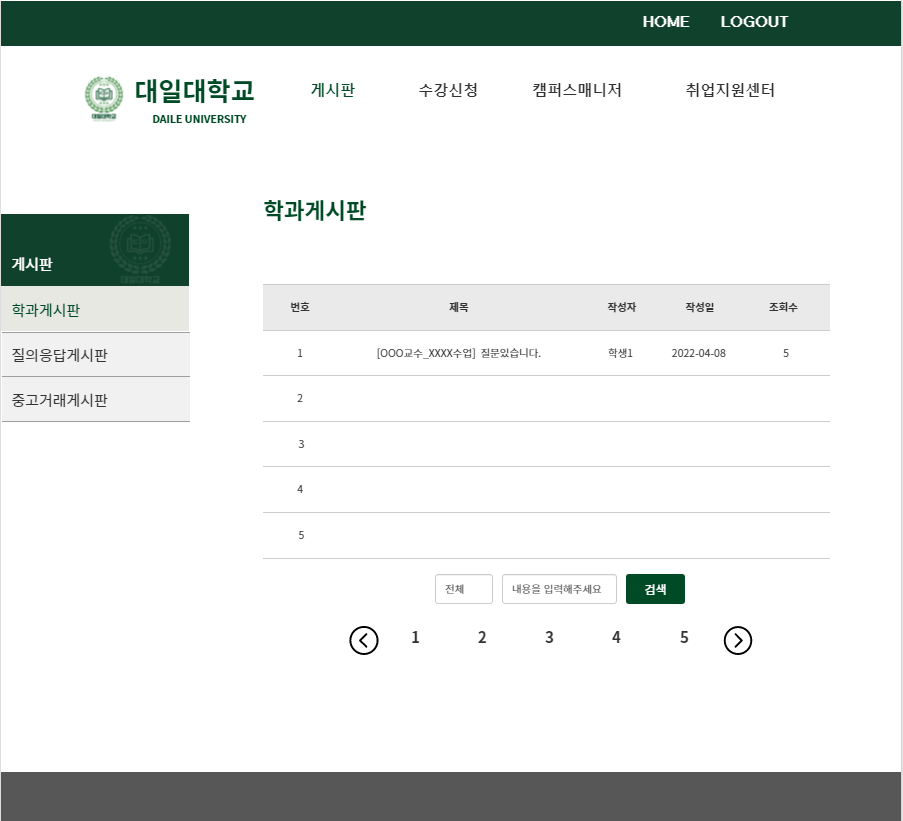 HOME LOGOUT
대일대학교
DAILE UNIVERSITY
게시판 수강신청 캠퍼스매니저 취업지원센터
학과게시판
게시판
학과게시판
질의응답게시판
중고거래게시판
번호 제목 작성자 작성일 조회수
1 [OOO교수_XXXX수업] 질문있습니다. 학생1 2022-04-08 5
2
3
4
5
전체 내용을 입력해주세요 검색
1 2 3 4 5